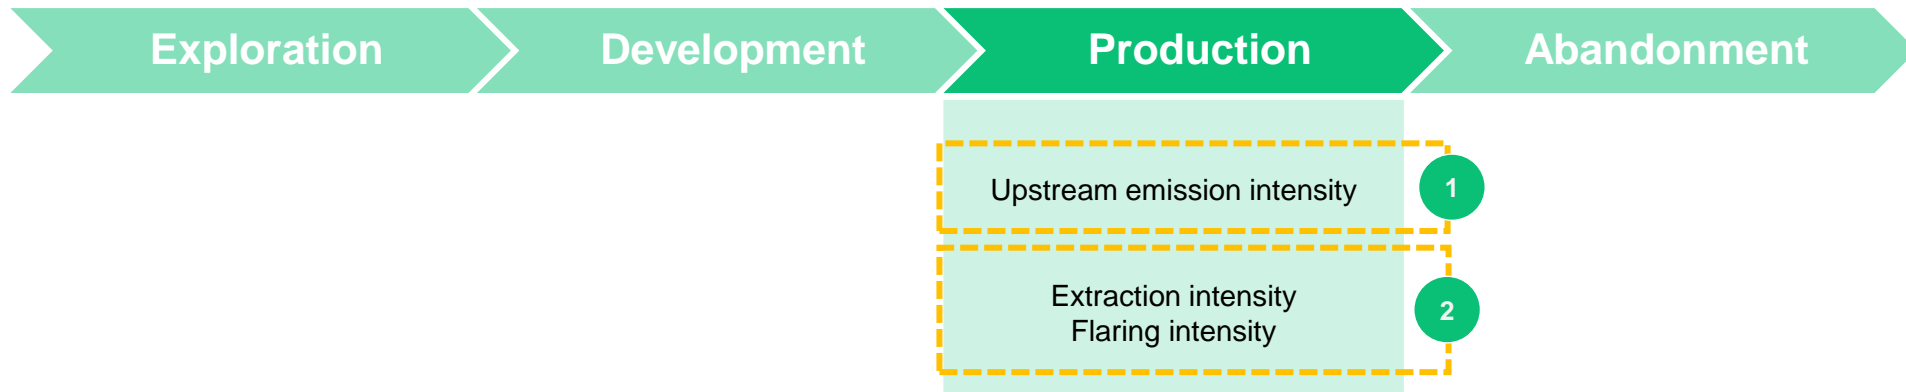 Exploration
Development
Production
Abandonment
Upstream emission intensity
1
Extraction intensity
Flaring intensity
2